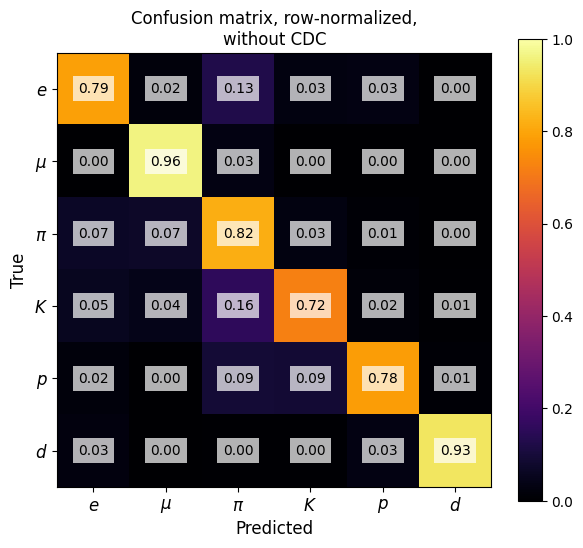 Confusion matrix, row-normalized,
without CDC
e 0.79 0.02 0.13 0.03 0.03 0.00
μ 0.00 0.96 0.03 0.00 0.00 0.00
π 0.07 0.07 0.82 0.03 0.01 0.00
K 0.05 0.04 0.16 0.72 0.02 0.01
p 0.02 0.00 0.09 0.09 0.78 0.01
d 0.03 0.00 0.00 0.00 0.03 0.93
e μ π K p d
Predicted
True
1.0
0.8
0.6
0.4
0.2
0.0